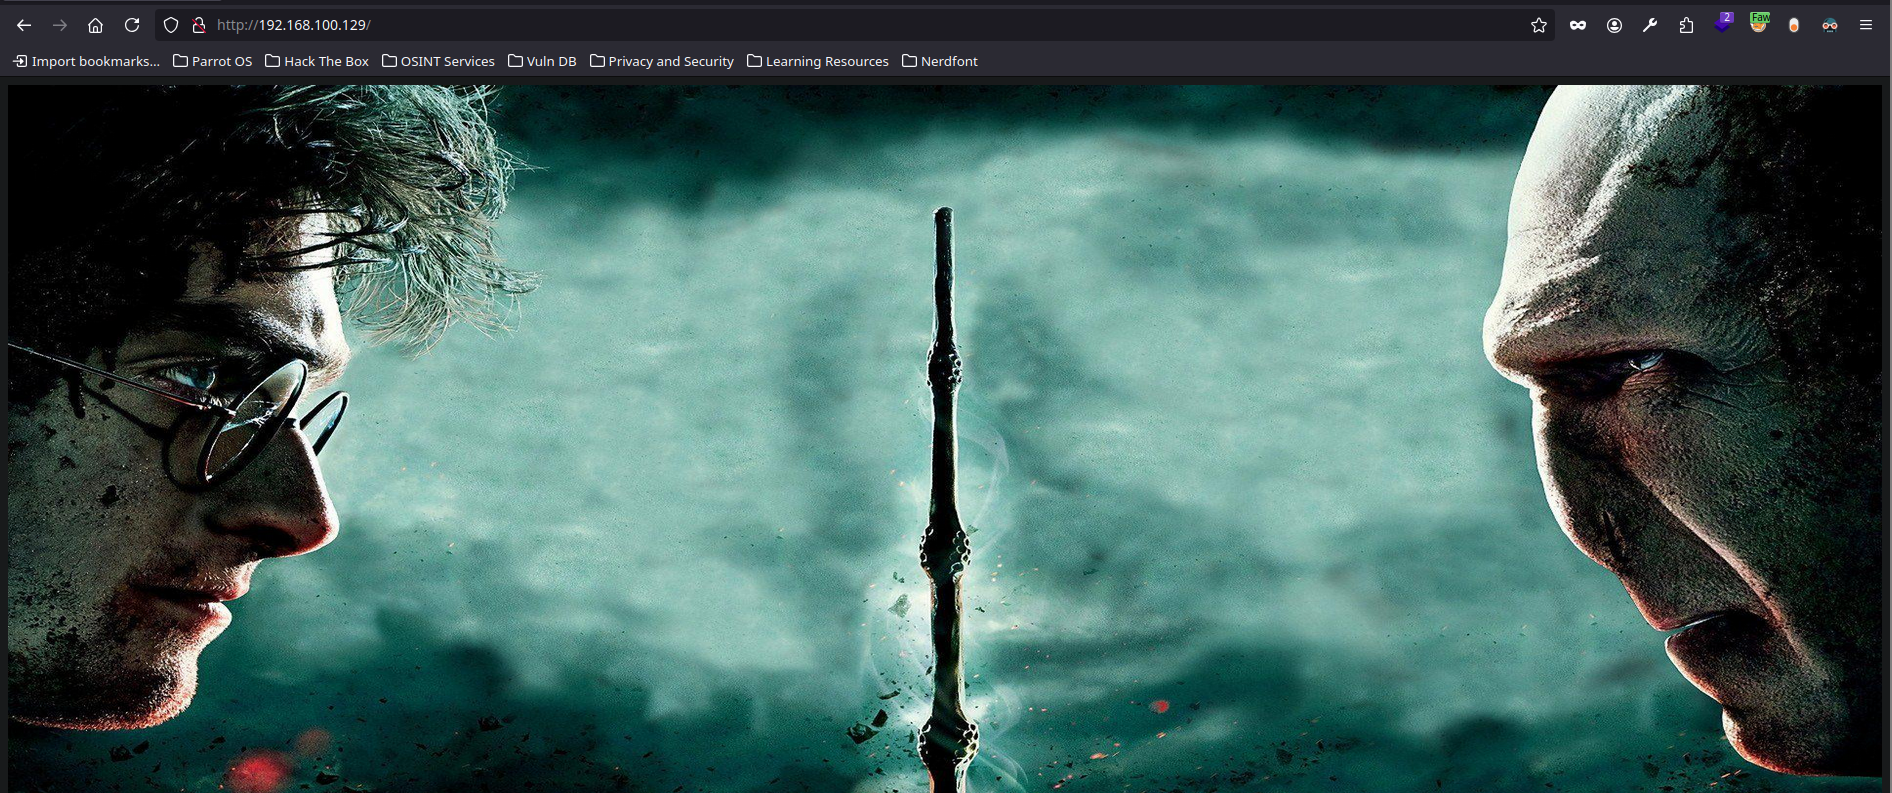 http://192.168.100.129/
2
Faw
Import bookmarks... Parrot OS Hack The Box OSINT Services Vuln DB Privacy and Security Learning Resources Nerdfont